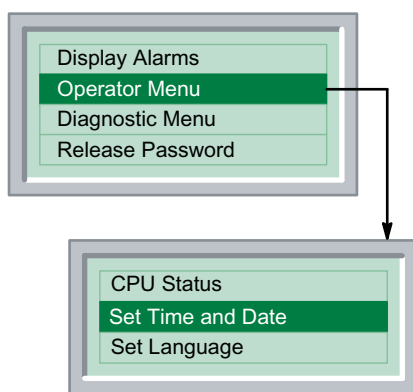 Display Alarms
Operator Menu
Diagnostic Menu
Release Password
CPU Status
Set Time and Date
Set Language